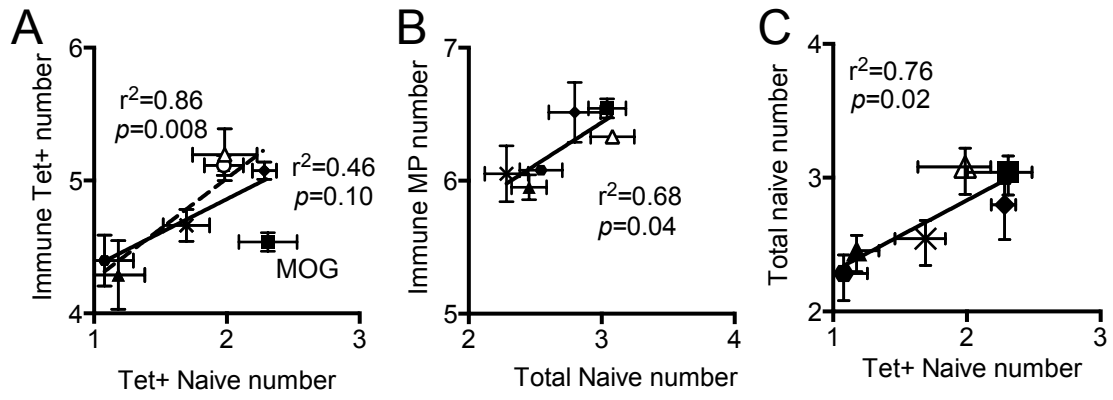 A
Immune Tet+ number
6
5
4
r²=0.86
p=0.008
r²=0.46
p=0.10
MOG
1 2 3
Tet+ Naive number
B
Immune MP number
7
6
5
r²=0.68
p=0.04
2 3 4
Total Naive number
C
Total naive number
4
3
2
r²=0.76
p=0.02
1 2 3
Tet+ Naive number